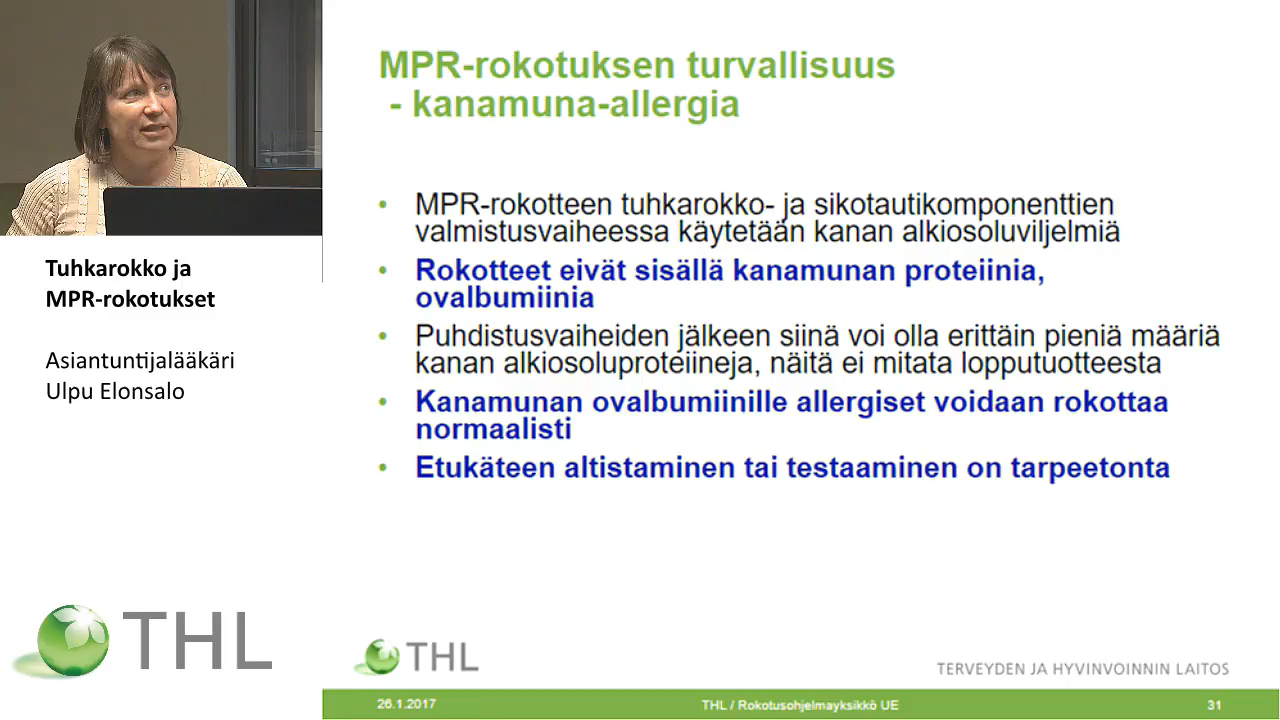 Tuhkarokko ja
MPR-rokotukset
Asiantuntijalääkäri
Ulpu Elonsalo
THL
MPR-rokotuksen turvallisuus
- kanamuna-allergia
• MPR-rokotteen tuhkarokko- ja sikotautikomponenttien
valmistusvaiheessa käytetään kanan alkiosoluviljelmiä
• Rokotteet eivät sisällä kanamunan proteiinia,
ovalbumiinia
• Puhdistusvaiheiden jälkeen siinä voi olla erittäin pieniä määriä
kanan alkiosoluproteiineja, näitä ei mitata lopputuotteesta
• Kanamunan ovalbumiinille allergiset voidaan rokottaa
normaalisti
• Etukäteen altistaminen tai testaaminen on tarpeetonta
THL
TERVEYDEN JA HYVINVOINNIN LAITOS
26.1.2017
THL / Rokotusohjelmayksikkö UE
31